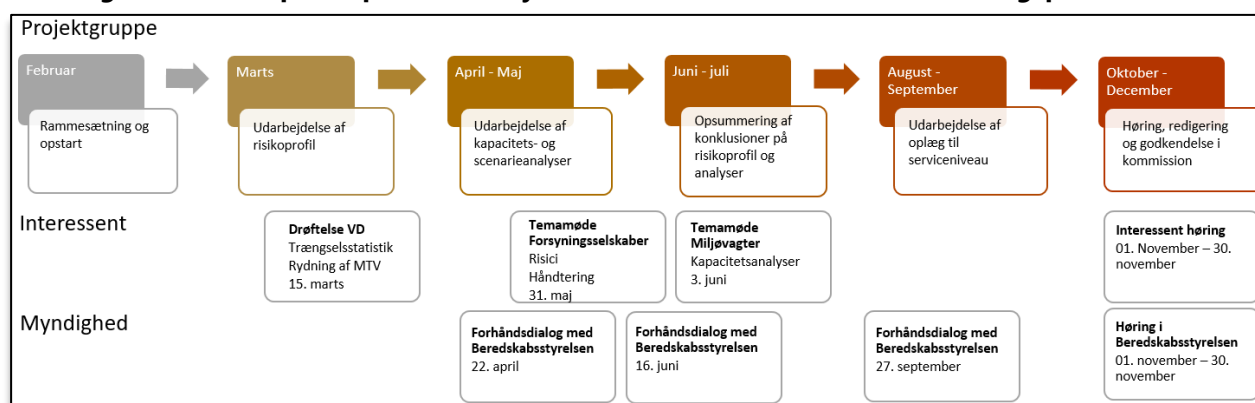 Projektgruppe
Februar
Rammesætning og
opstart
Marts
Udarbejdelse af
risikoprofil
April - Maj
Udarbejdelse af
kapacitets- og
scenarieanalyser
Juni - juli
Opsummering af
konklusioner på
risikoprofil og
analyser
August -
September
Udarbejdelse af
oplæg til
serviceniveau
Oktober -
December
Høring, redigering
og godkendelse i
kommission
Interessent
Drøftelse VD
Trængselsstatistik
Rydning af MTV
15. marts
Temamøde
Forsyningsselskaber
Risici
Håndtering
31. maj
Temamøde
Miljøvagter
Kapacitetsanalyser
3. juni
Interessent høring
01. November – 30.
november
Myndighed
Forhåndsdialog med
Beredskabsstyrelsen
22. april
Forhåndsdialog med
Beredskabsstyrelsen
16. juni
Forhåndsdialog med
Beredskabsstyrelsen
27. september
Høring i
Beredskabsstyrelsen
01. november – 30.
november